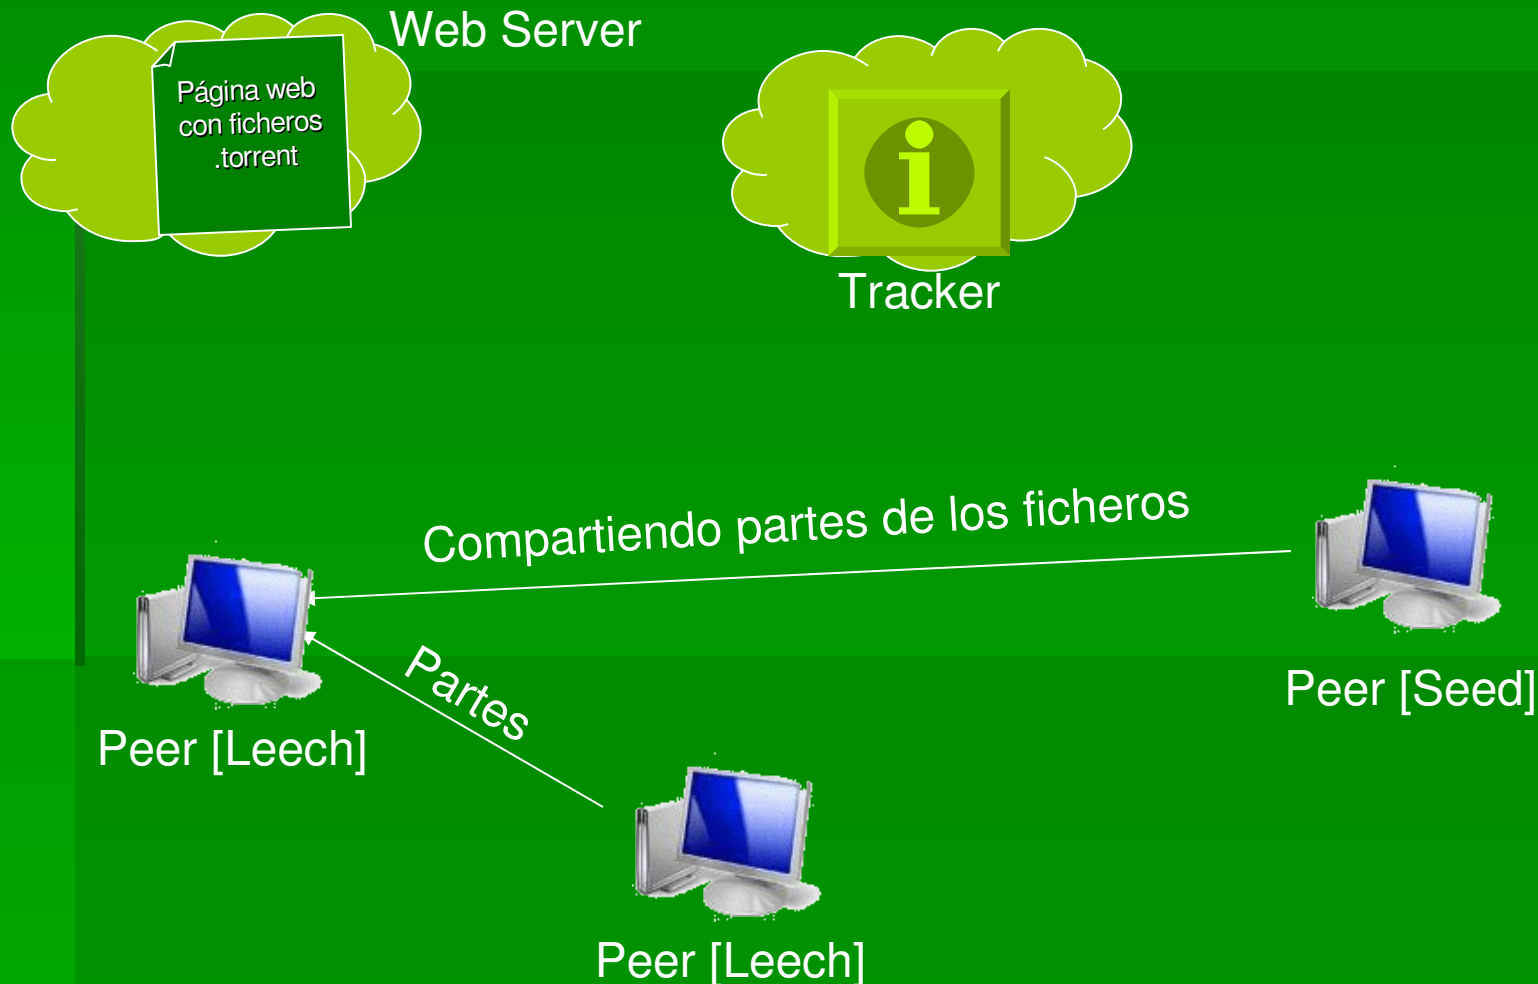 Web Server
Página web
con ficheros
.torrent
Tracker
Compartiendo partes de los ficheros
Partes
Peer [Seed]
Peer [Leech]
Peer [Leech]